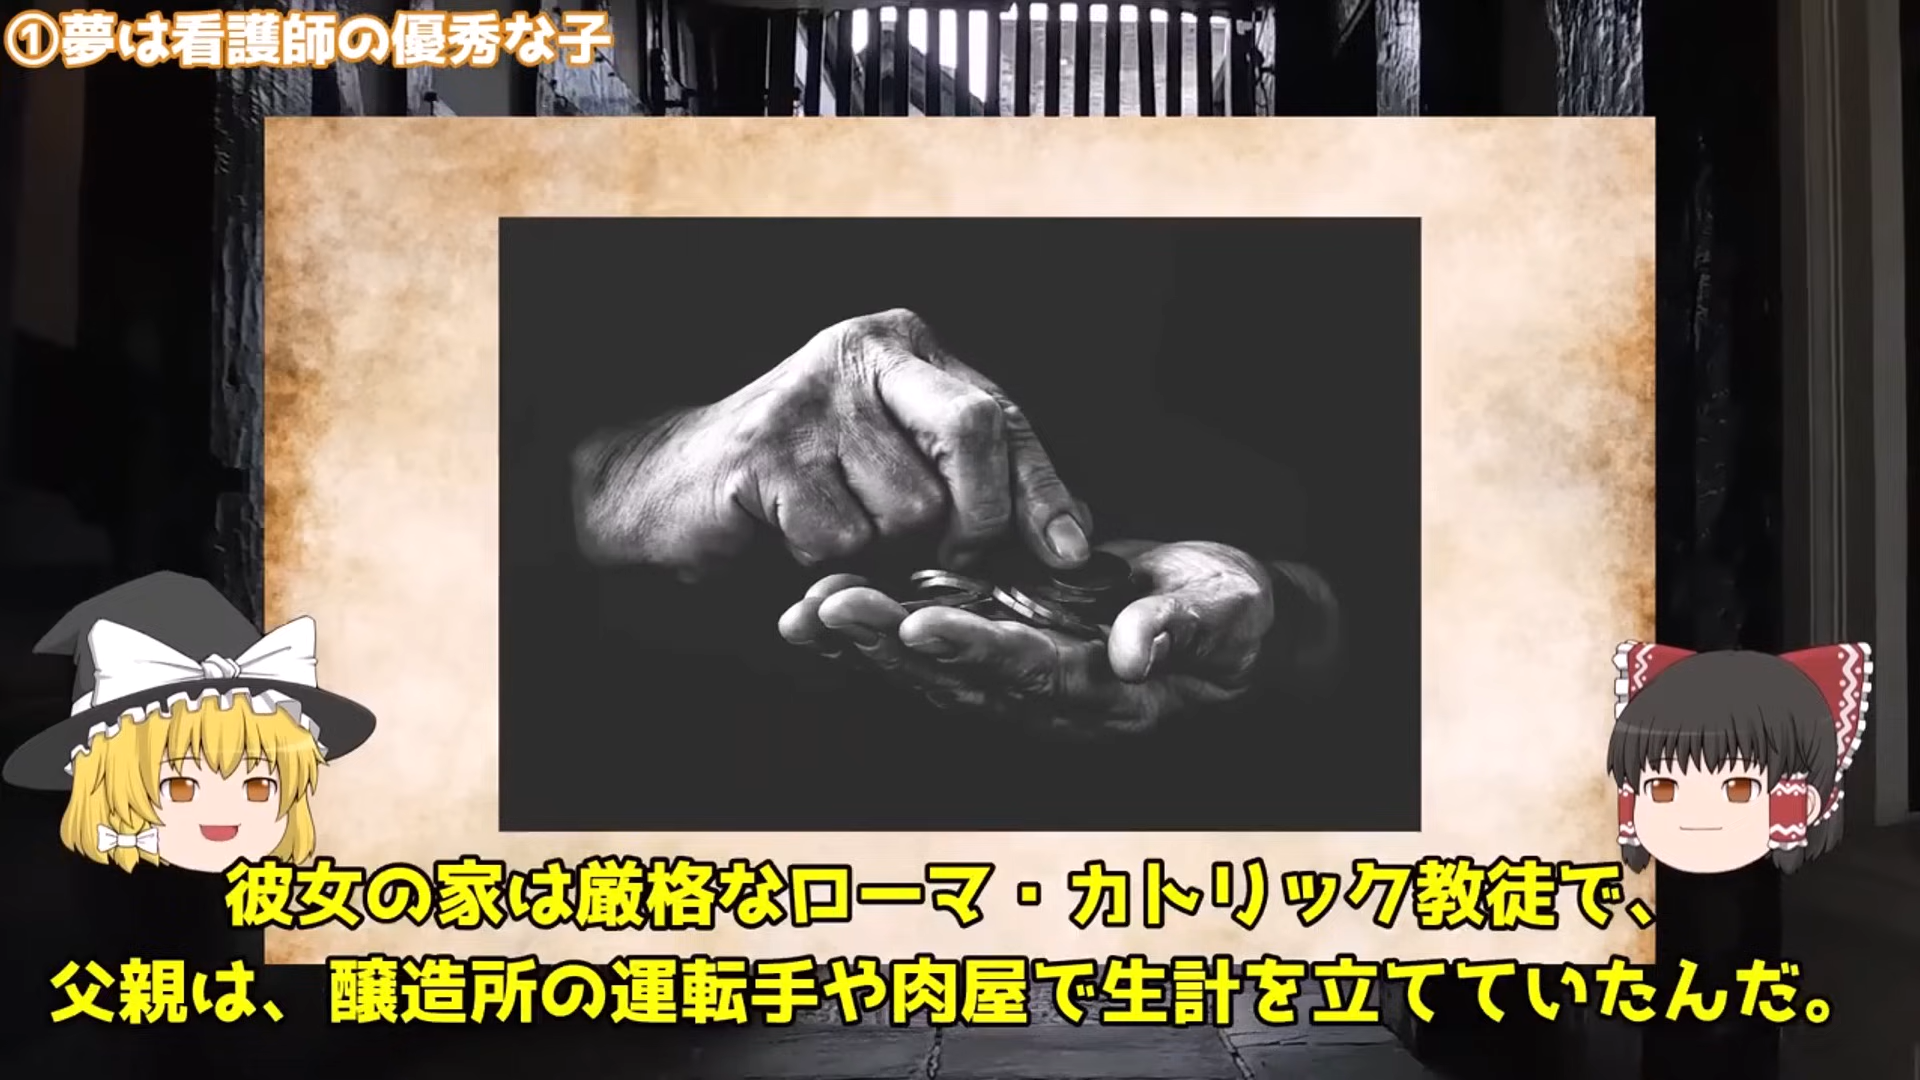 ①夢は看護師の優秀な子
彼女の家は厳格なローマ・カトリック教徒で、
父親は、醸造所の運転手や肉屋で生計を立てていたんだ。